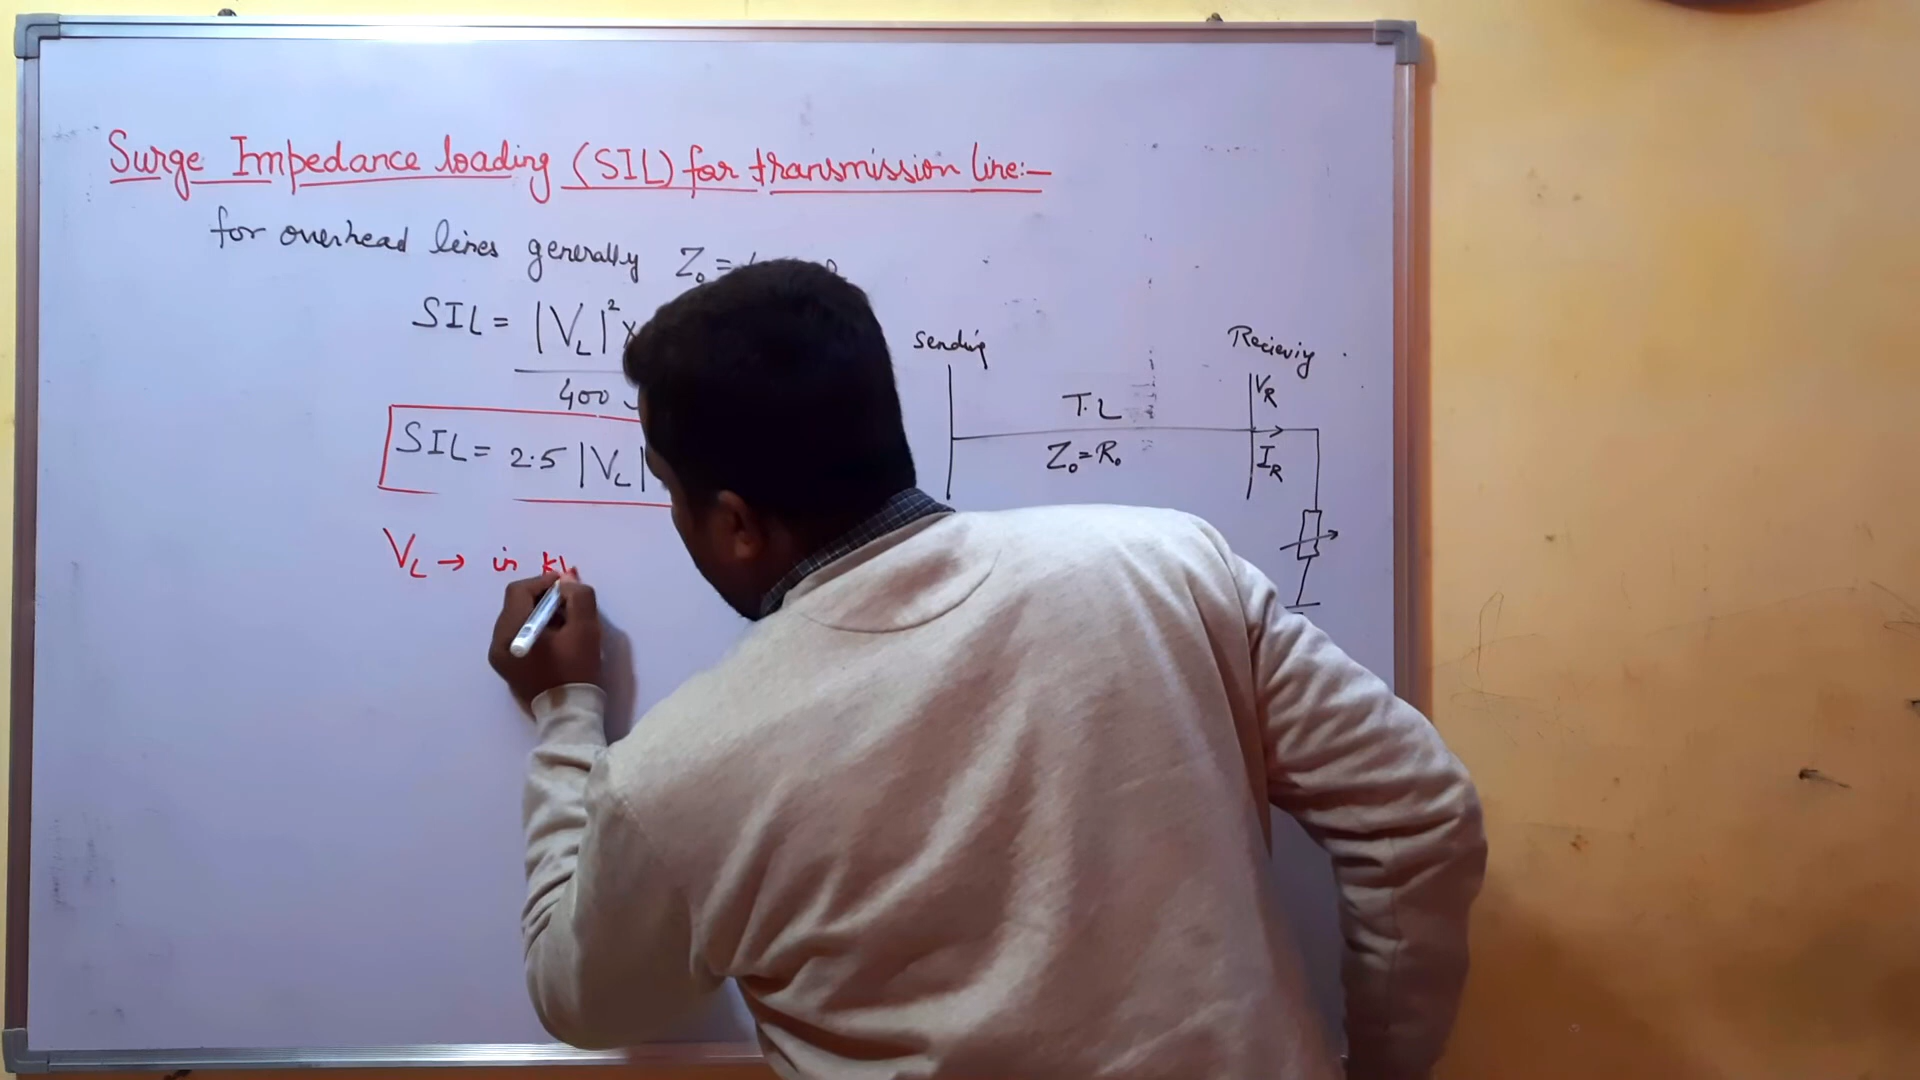 Surge Impedance loading (SIL) for transmission line:-
for overhead lines generally Z₀ =
SIL = |V_L|² x
400
SIL = 2.5 |V_L|
V_L → in kV
Sending
Recieving
V_R
T.L
Z₀ = R₀
I_R